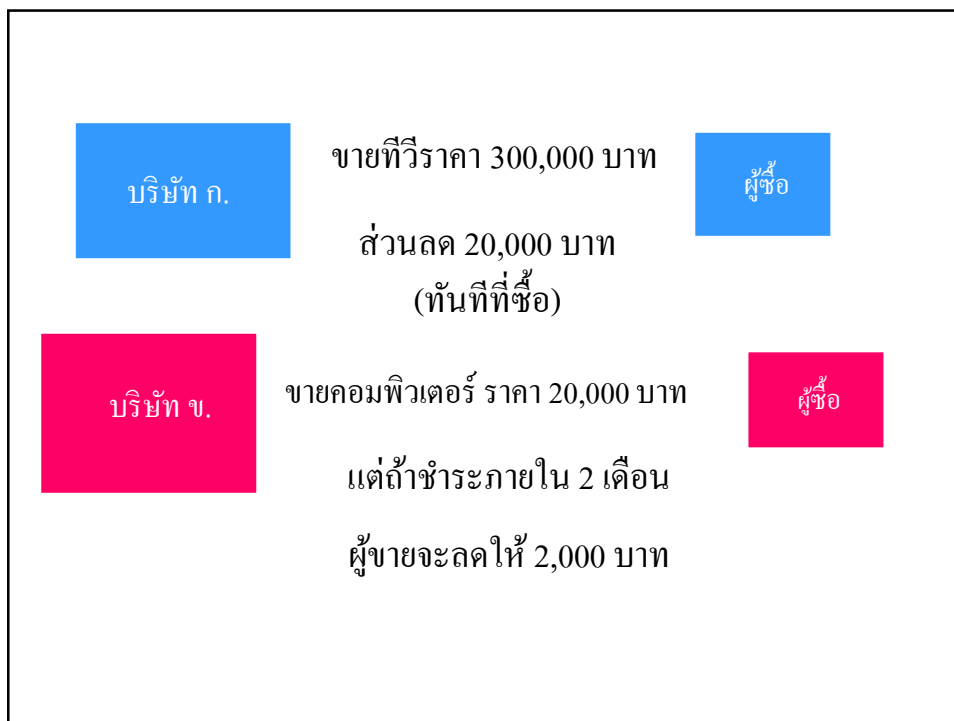 บริษัท ก.
ขายทีวีราคา 300,000 บาท
ผู้ซื้อ
ส่วนลด 20,000 บาท
(ทันทีที่ซื้อ)
บริษัท ข.
ขายคอมพิวเตอร์ ราคา 20,000 บาท
ผู้ซื้อ
แต่ถ้าชำระภายใน 2 เดือน
ผู้ขายจะลดให้ 2,000 บาท